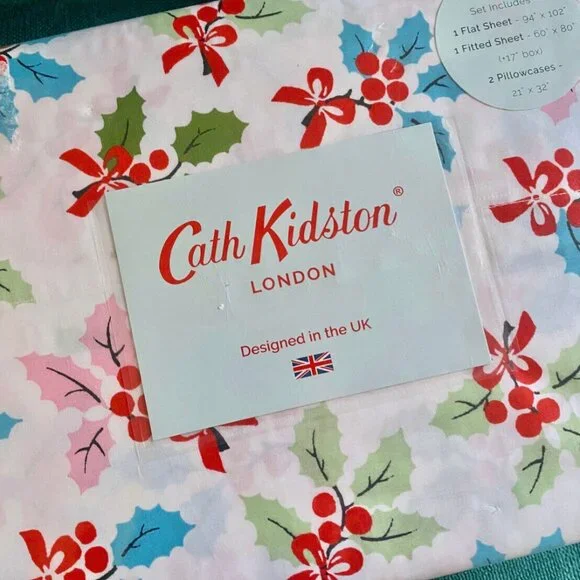 Set Includes
1 Flat Sheet - 94" x 102"
1 Fitted Sheet - 60" x 80"
(+17" box)
2 Pillowcases -
21" x 32"
Cath Kidston®
LONDON
Designed in the UK